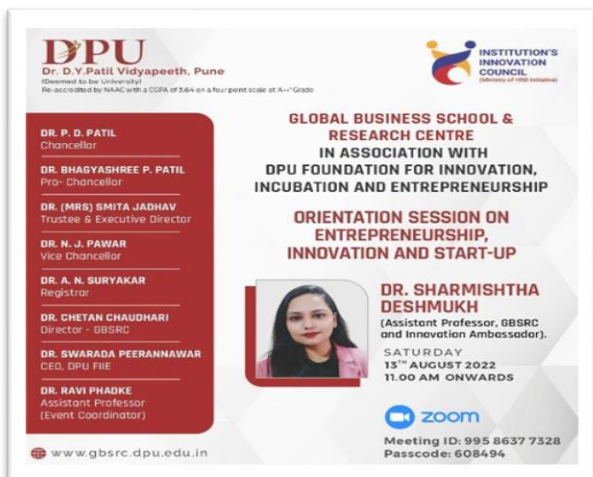 DPU
Dr. D.Y.Patil Vidyapeeth, Pune
(Deemed to be University)
Re-accredited by NAAC with a CGPA of 3.64 on a four point scale at 'A++' Grade
INSTITUTION'S
INNOVATION
COUNCIL
(Ministry of HRD Initiative)
DR. P. D. PATIL
Chancellor
DR. BHAGYASHREE P. PATIL
Pro- Chancellor
DR. (MRS) SMITA JADHAV
Trustee & Executive Director
DR. N. J. PAWAR
Vice Chancellor
DR. A. N. SURYAKAR
Registrar
DR. CHETAN CHAUDHARI
Director - GBSRC
DR. SWARADA PEERANNAWAR
CEO, DPU FIIE
DR. RAVI PHADKE
Assistant Professor
(Event Coordinator)
www.gbsrc.dpu.edu.in
GLOBAL BUSINESS SCHOOL &
RESEARCH CENTRE
IN ASSOCIATION WITH
DPU FOUNDATION FOR INNOVATION,
INCUBATION AND ENTREPRENEURSHIP
ORIENTATION SESSION ON
ENTREPRENEURSHIP,
INNOVATION AND START-UP
DR. SHARMISHTHA
DESHMUKH
(Assistant Professor, GBSRC
and Innovation Ambassador).
SATURDAY
13TH AUGUST 2022
11.00 AM ONWARDS
zoom
Meeting ID: 995 8637 7328
Passcode: 608494